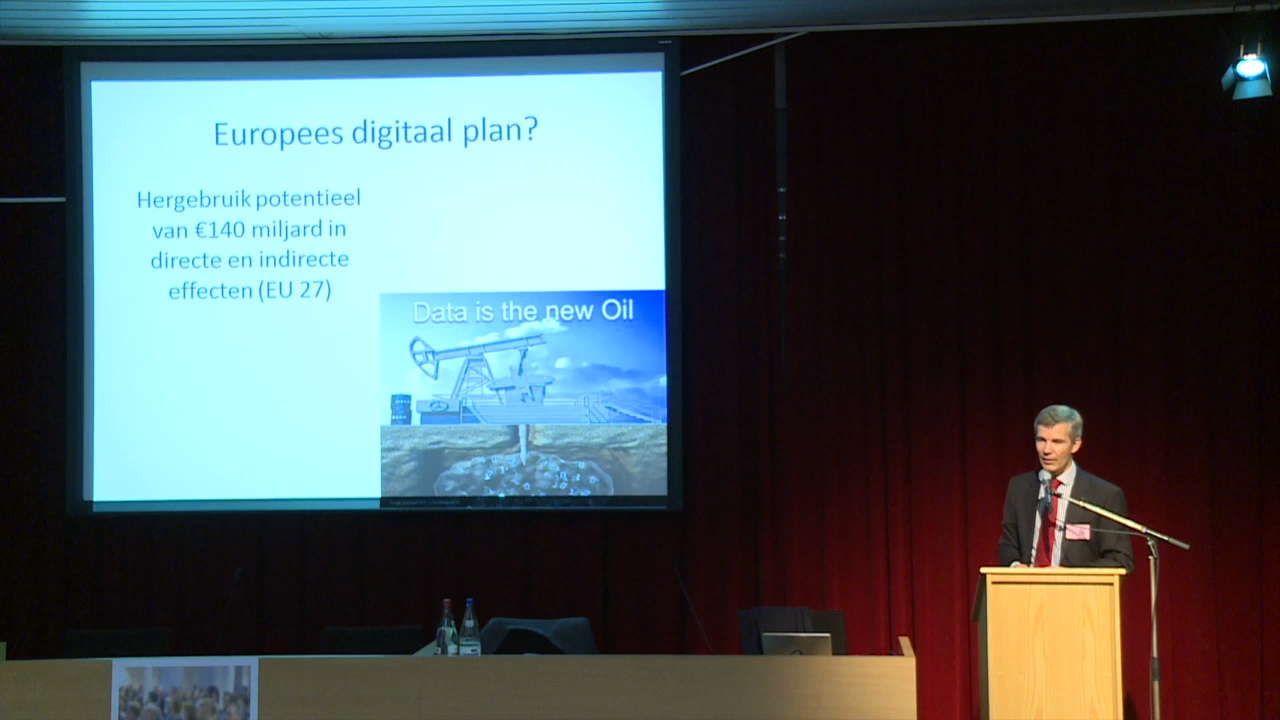 Europees digitaal plan?
Hergebruik potentieel
van €140 miljard in
directe en indirecte
effecten (EU 27)
Data is the new Oil